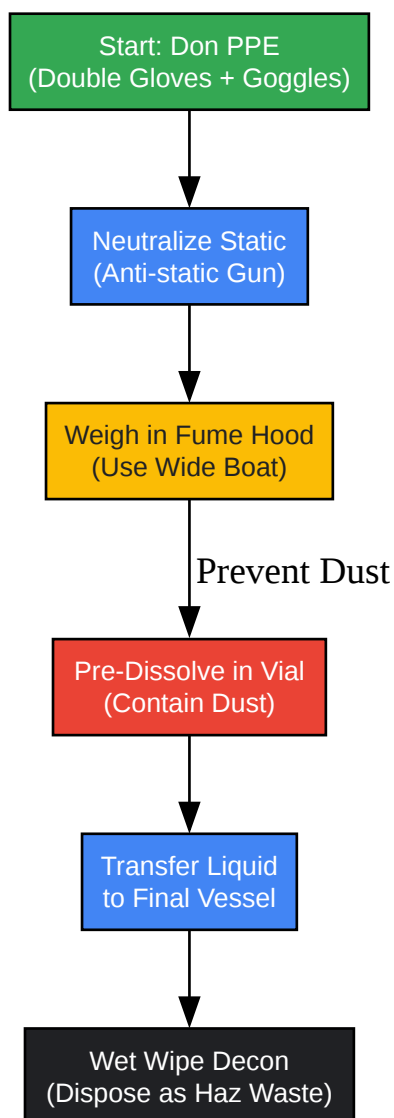 Start: Don PPE
(Double Gloves + Goggles)
Neutralize Static
(Anti-static Gun)
Weigh in Fume Hood
(Use Wide Boat)
Prevent Dust
Pre-Dissolve in Vial
(Contain Dust)
Transfer Liquid
to Final Vessel
Wet Wipe Decon
(Dispose as Haz Waste)